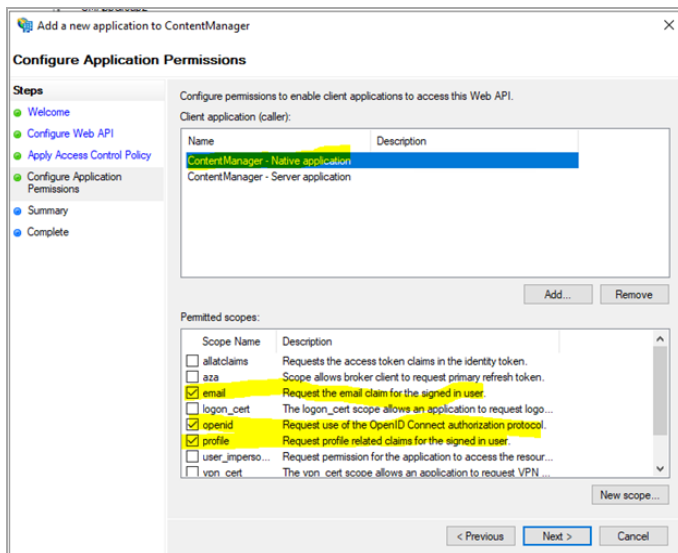 Add a new application to ContentManager
Configure Application Permissions
Steps
Welcome
Configure Web API
Apply Access Control Policy
Configure Application
Permissions
Summary
Complete
Configure permissions to enable client applications to access this Web API.
Client application (caller):
Name Description
ContentManager - Native application
ContentManager - Server application
Add... Remove
Permitted scopes:
Scope Name Description
allatclaims Requests the access token claims in the identity token.
aza Scope allows broker client to request primary refresh token.
email Request the email claim for the signed in user.
logon_cert The logon_cert scope allows an application to request logo...
openid Request use of the OpenID Connect authorization protocol.
profile Request profile related claims for the signed in user.
user_imperso... Request permission for the application to access the resour...
vpn_cert The vpn_cert scope allows an application to request VPN ...
New scope...
< Previous Next > Cancel